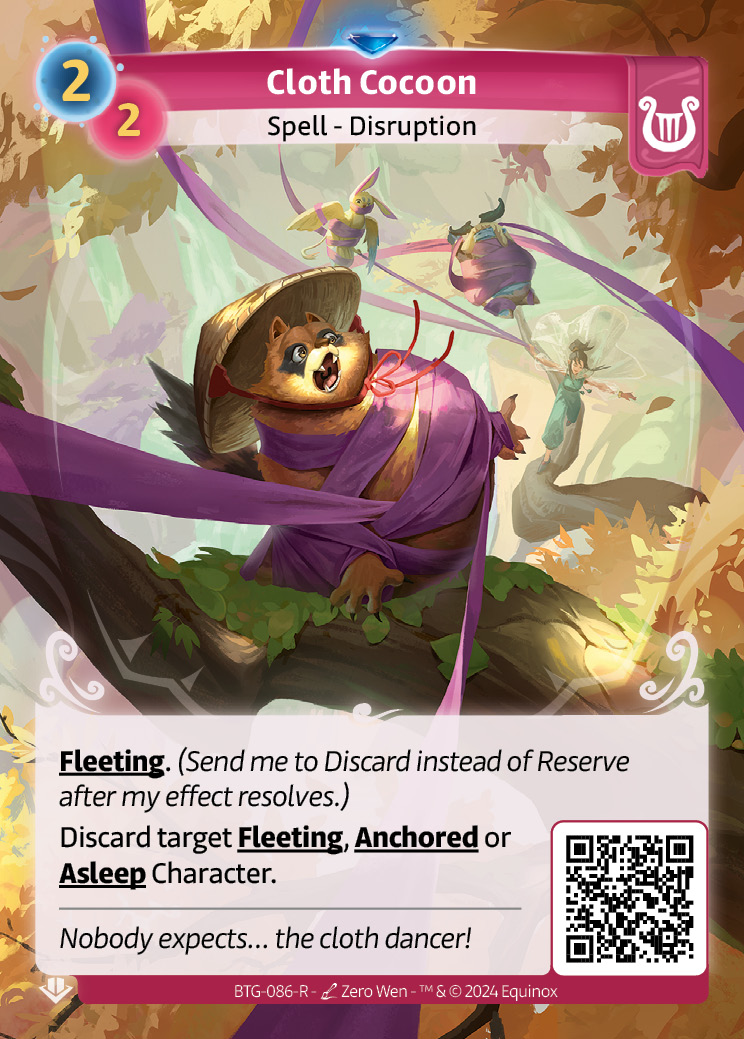 2
Cloth Cocoon
2
Spell - Disruption
Fleeting. (Send me to Discard instead of Reserve
after my effect resolves.)
Discard target Fleeting, Anchored or
Asleep Character.
Nobody expects... the cloth dancer!
BTG-086-R - Zero Wen - ™ & © 2024 Equinox